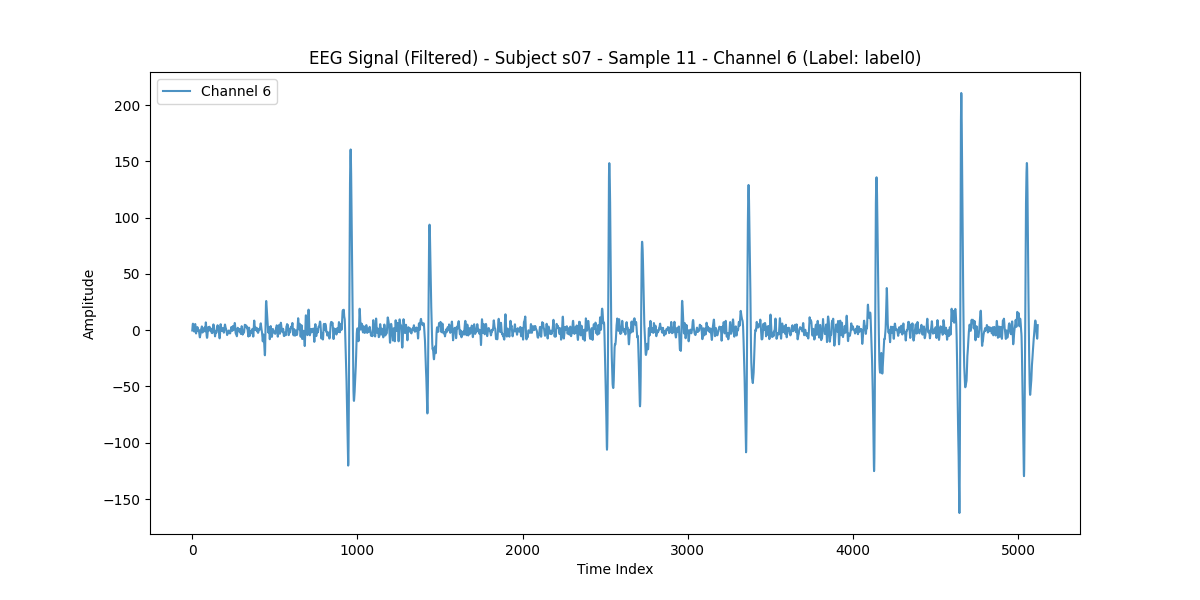 EEG Signal (Filtered) - Subject s07 - Sample 11 - Channel 6 (Label: label0)
Channel 6
200
150
100
50
0
−50
−100
−150
Amplitude
0 1000 2000 3000 4000 5000
Time Index